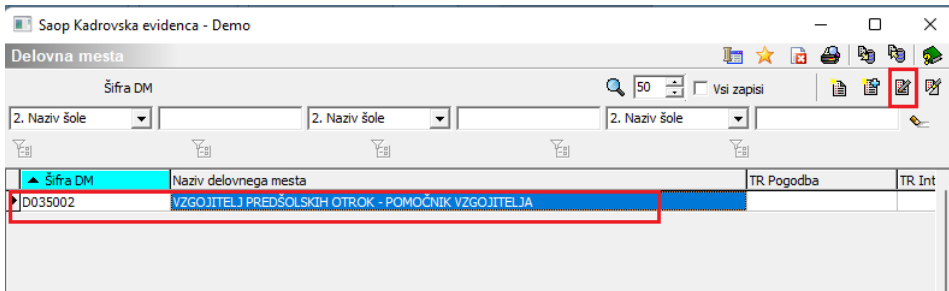 Saop Kadrovska evidenca - Demo
Delovna mesta
Šifra DM 50 Vsi zapisi
2. Naziv šole 2. Naziv šole 2. Naziv šole
Šifra DM Naziv delovnega mesta TR Pogodba TR Int
D035002 VZGOJITELJ PREDŠOLSKIH OTROK - POMOČNIK VZGOJITELJA